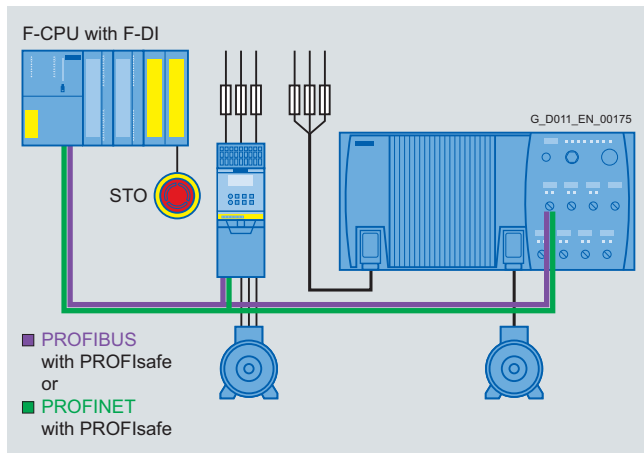 F-CPU with F-DI
G_D011_EN_00175
STO
PROFIBUS
with PROFIsafe
or
PROFINET
with PROFIsafe